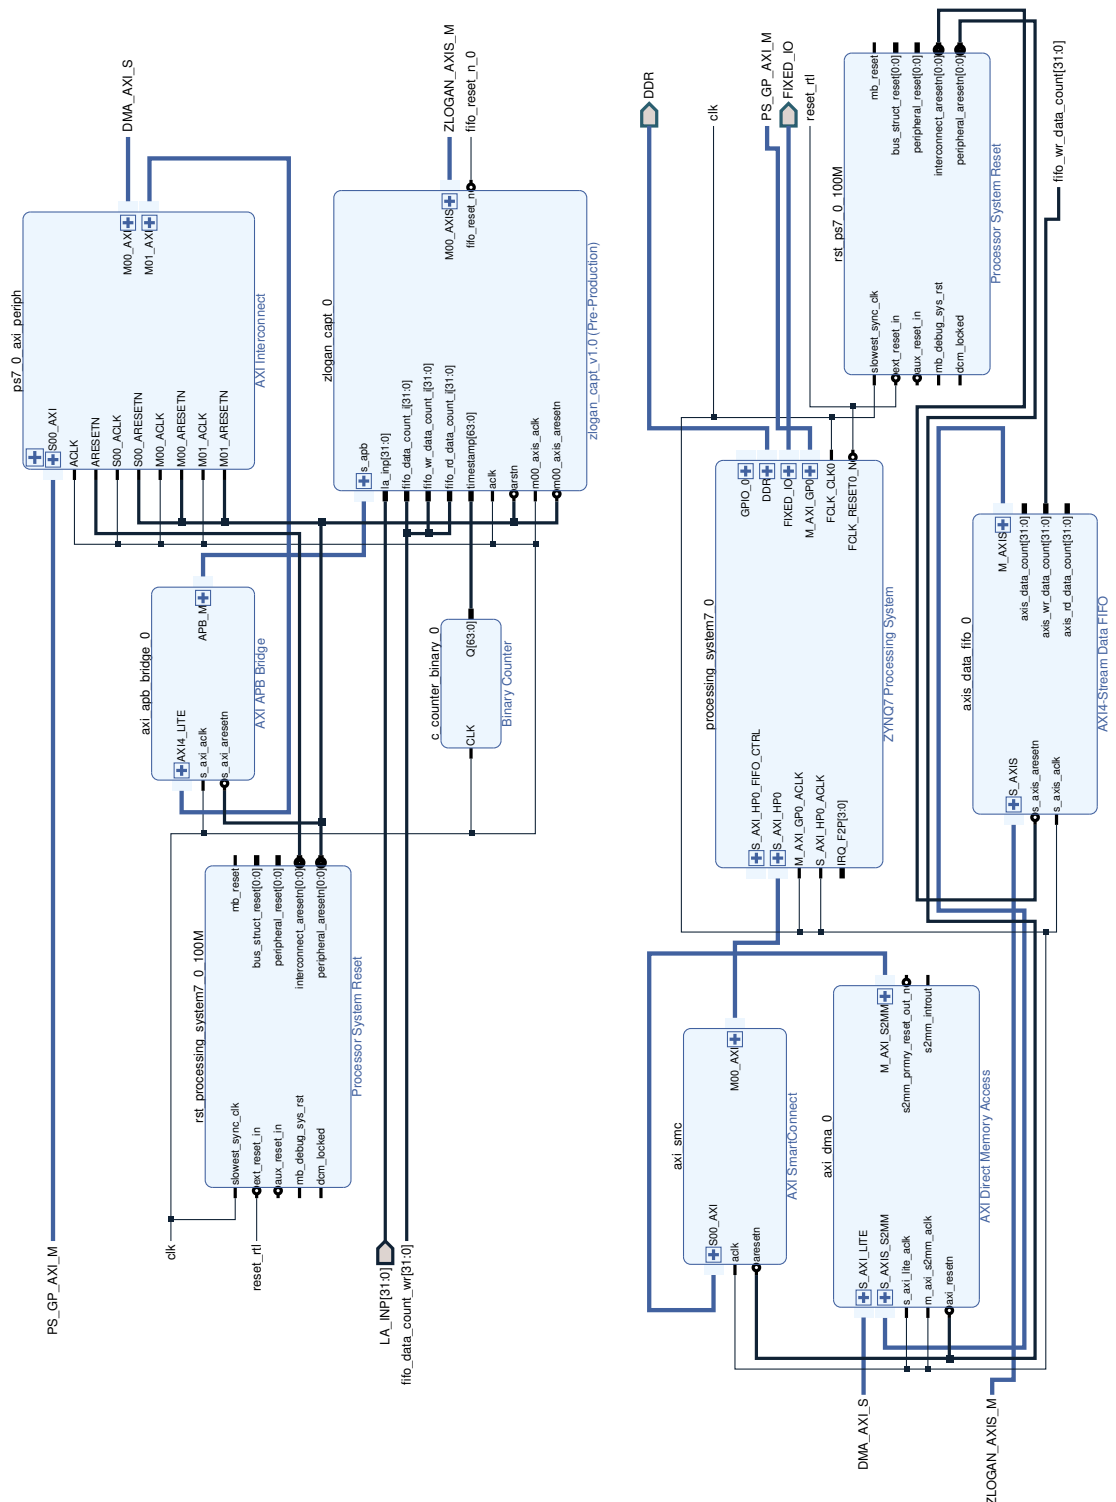 DMA_AXI_S
ps7_0_axi_periph
S00_AXI
ACLK
ARESETN
S00_ACLK
S00_ARESETN
M00_ACLK
M00_ARESETN
M01_ACLK
M01_ARESETN
M00_AXI
M01_AXI
AXI Interconnect
ZLOGAN_AXIS_M
fifo_reset_n_0
zlogan_capt_0
s_apb
la_inp[31:0]
fifo_data_count_i[31:0]
fifo_wr_data_count_i[31:0]
fifo_rd_data_count_i[31:0]
timestamp[63:0]
aclk
arstn
m00_axis_aclk
m00_axis_aresetn
M00_AXIS
fifo_reset_n
zlogan_capt_v1.0 (Pre-Production)
axi_apb_bridge_0
AXI4_LITE
s_axi_aclk
s_axi_aresetn
APB_M
AXI APB Bridge
c_counter_binary_0
CLK
Q[63:0]
Binary Counter
rst_processing_system7_0_100M
slowest_sync_clk
ext_reset_in
aux_reset_in
mb_debug_sys_rst
dcm_locked
mb_reset
bus_struct_reset[0:0]
peripheral_reset[0:0]
interconnect_aresetn[0:0]
peripheral_aresetn[0:0]
Processor System Reset
PS_GP_AXI_M
clk
reset_rtl
LA_INP[31:0]
fifo_data_count_wr[31:0]
DDR
clk
PS_GP_AXI_M
FIXED_IO
reset_rtl
fifo_wr_data_count[31:0]
rst_ps7_0_100M
slowest_sync_clk
ext_reset_in
aux_reset_in
mb_debug_sys_rst
dcm_locked
mb_reset
bus_struct_reset[0:0]
peripheral_reset[0:0]
interconnect_aresetn[0:0]
peripheral_aresetn[0:0]
Processor System Reset
processing_system7_0
S_AXI_HP0_FIFO_CTRL
S_AXI_HP0
M_AXI_GP0_ACLK
S_AXI_HP0_ACLK
IRQ_F2P[3:0]
GPIO_0
DDR
FIXED_IO
M_AXI_GP0
FCLK_CLK0
FCLK_RESET0_N
ZYNQ7 Processing System
axis_data_fifo_0
S_AXIS
s_axis_aresetn
s_axis_aclk
M_AXIS
axis_data_count[31:0]
axis_wr_data_count[31:0]
axis_rd_data_count[31:0]
AXI4-Stream Data FIFO
axi_smc
S00_AXI
aclk
aresetn
M00_AXI
AXI SmartConnect
axi_dma_0
S_AXI_LITE
S_AXIS_S2MM
s_axi_lite_aclk
m_axi_s2mm_aclk
axi_resetn
M_AXI_S2MM
s2mm_prmry_reset_out_n
s2mm_introut
AXI Direct Memory Access
DMA_AXI_S
ZLOGAN_AXIS_M